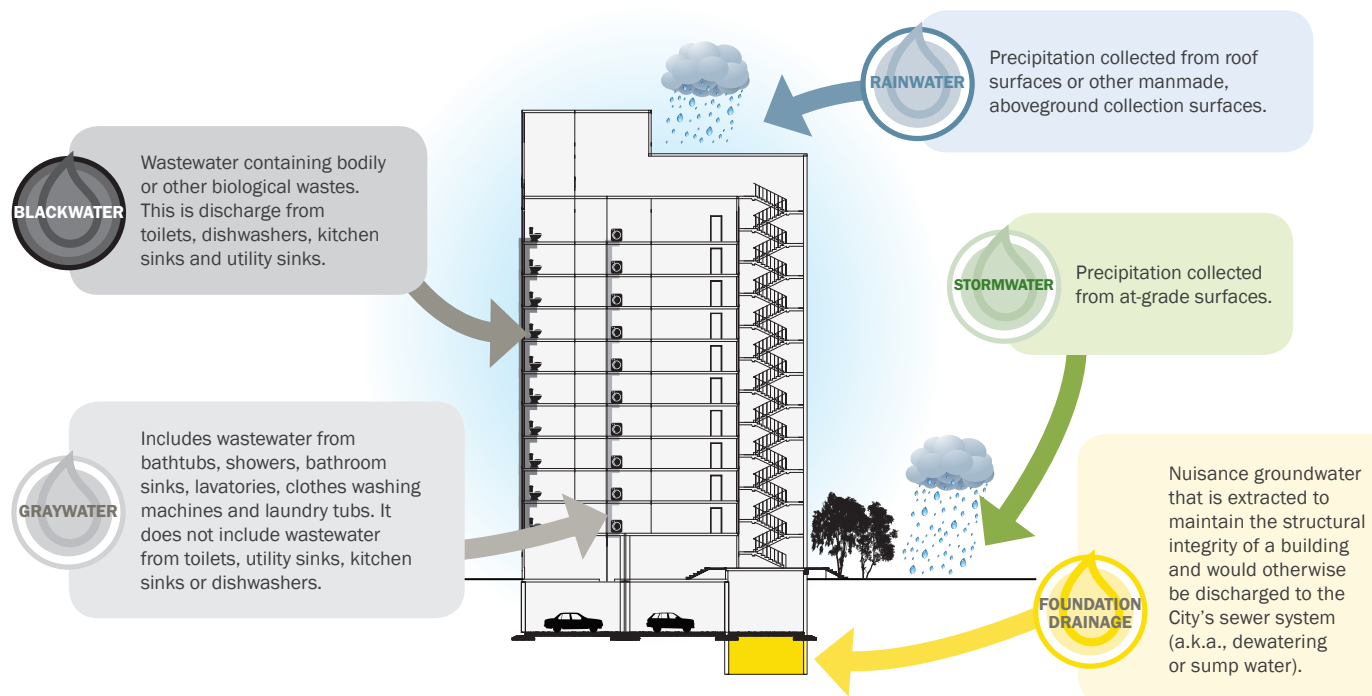 RAINWATER
Precipitation collected from roof
surfaces or other manmade,
aboveground collection surfaces.
BLACKWATER
Wastewater containing bodily
or other biological wastes.
This is discharge from
toilets, dishwashers, kitchen
sinks and utility sinks.
STORMWATER
Precipitation collected
from at-grade surfaces.
GRAYWATER
Includes wastewater from
bathtubs, showers, bathroom
sinks, lavatories, clothes washing
machines and laundry tubs. It
does not include wastewater
from toilets, utility sinks, kitchen
sinks or dishwashers.
FOUNDATION
DRAINAGE
Nuisance groundwater
that is extracted to
maintain the structural
integrity of a building
and would otherwise
be discharged to the
City’s sewer system
(a.k.a., dewatering
or sump water).